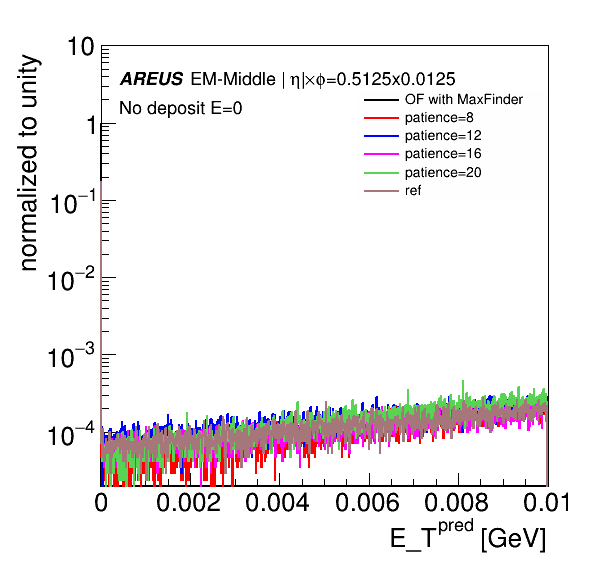 normalized to unity
10
1
10⁻¹
10⁻²
10⁻³
10⁻⁴
AREUS EM-Middle | η|×ϕ=0.5125x0.0125
No deposit E=0
OF with MaxFinder
patience=8
patience=12
patience=16
patience=20
ref
0 0.002 0.004 0.006 0.008 0.01
E_T^pred [GeV]